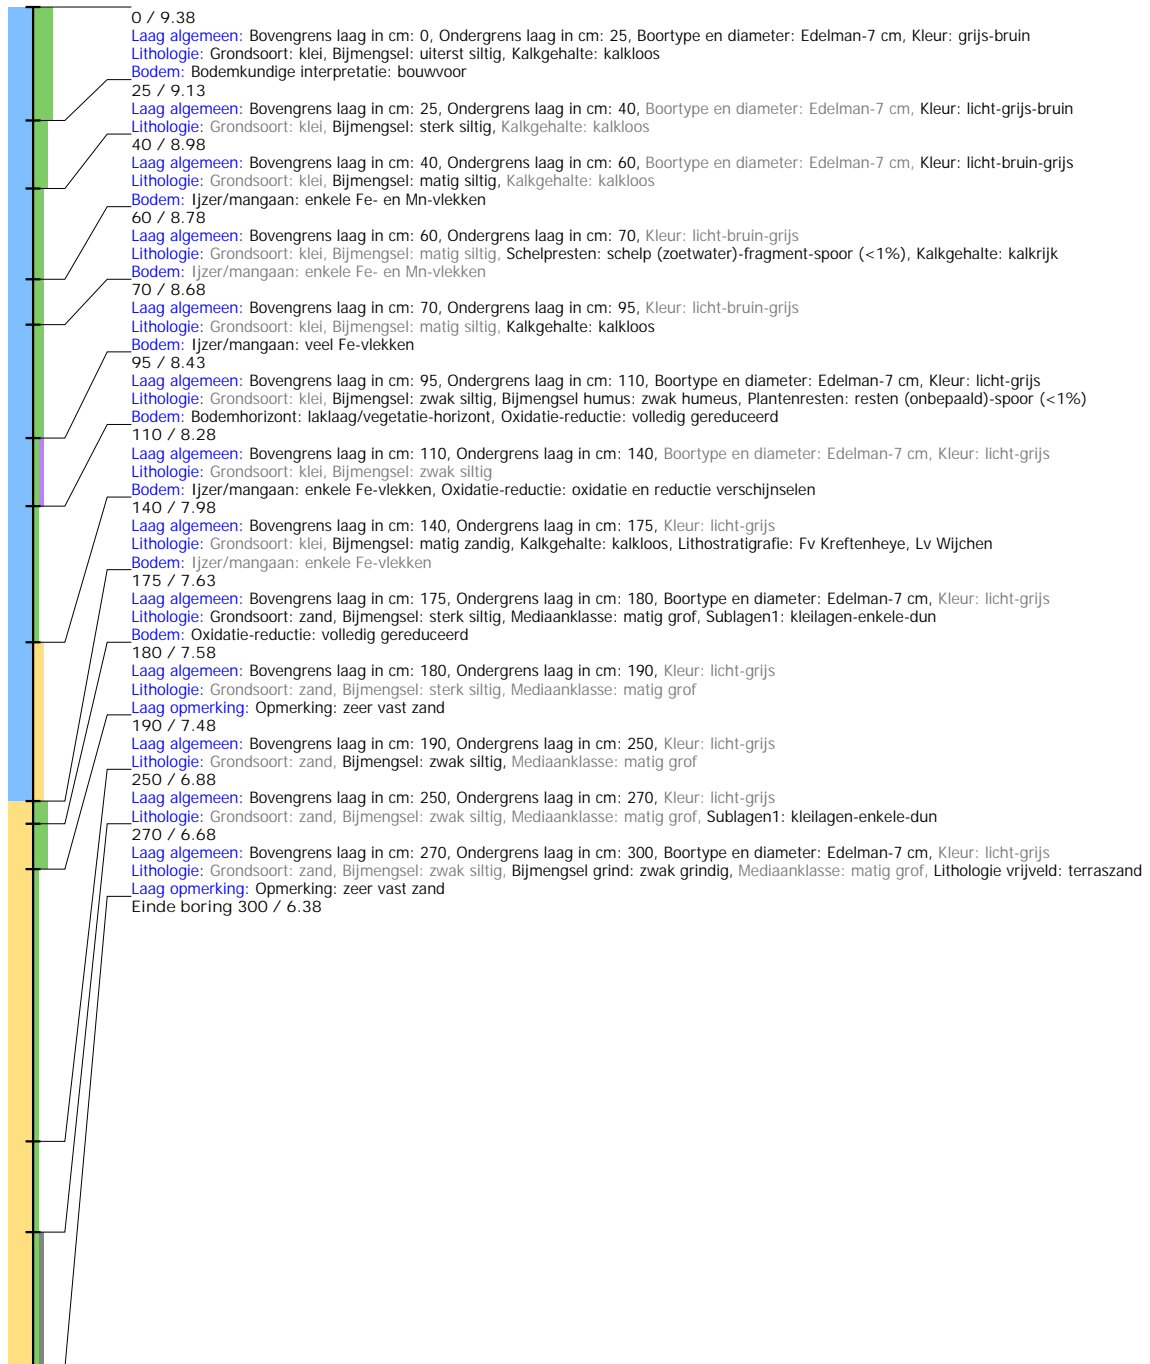 0 / 9.38
Laag algemeen: Bovengrens laag in cm: 0, Ondergrens laag in cm: 25, Boortype en diameter: Edelman-7 cm, Kleur: grijs-bruin
Lithologie: Grondsoort: klei, Bijmengsel: uiterst siltig, Kalkgehalte: kalkloos
Bodem: Bodemkundige interpretatie: bouwvoor
25 / 9.13
Laag algemeen: Bovengrens laag in cm: 25, Ondergrens laag in cm: 40, Boortype en diameter: Edelman-7 cm, Kleur: licht-grijs-bruin
Lithologie: Grondsoort: klei, Bijmengsel: sterk siltig, Kalkgehalte: kalkloos
40 / 8.98
Laag algemeen: Bovengrens laag in cm: 40, Ondergrens laag in cm: 60, Boortype en diameter: Edelman-7 cm, Kleur: licht-bruin-grijs
Lithologie: Grondsoort: klei, Bijmengsel: matig siltig, Kalkgehalte: kalkloos
Bodem: Ijzer/mangaan: enkele Fe- en Mn-vlekken
60 / 8.78
Laag algemeen: Bovengrens laag in cm: 60, Ondergrens laag in cm: 70, Kleur: licht-bruin-grijs
Lithologie: Grondsoort: klei, Bijmengsel: matig siltig, Schelpresten: schelp (zoetwater)-fragment-spoor (<1%), Kalkgehalte: kalkrijk
Bodem: Ijzer/mangaan: enkele Fe- en Mn-vlekken
70 / 8.68
Laag algemeen: Bovengrens laag in cm: 70, Ondergrens laag in cm: 95, Kleur: licht-bruin-grijs
Lithologie: Grondsoort: klei, Bijmengsel: matig siltig, Kalkgehalte: kalkloos
Bodem: Ijzer/mangaan: veel Fe-vlekken
95 / 8.43
Laag algemeen: Bovengrens laag in cm: 95, Ondergrens laag in cm: 110, Boortype en diameter: Edelman-7 cm, Kleur: licht-grijs
Lithologie: Grondsoort: klei, Bijmengsel: zwak siltig, Bijmengsel humus: zwak humeus, Plantenresten: resten (onbepaald)-spoor (<1%)
Bodem: Bodemhorizont: laklaag/vegetatie-horizont, Oxidatie-reductie: volledig gereduceerd
110 / 8.28
Laag algemeen: Bovengrens laag in cm: 110, Ondergrens laag in cm: 140, Boortype en diameter: Edelman-7 cm, Kleur: licht-grijs
Lithologie: Grondsoort: klei, Bijmengsel: zwak siltig
Bodem: Ijzer/mangaan: enkele Fe-vlekken, Oxidatie-reductie: oxidatie en reductie verschijnselen
140 / 7.98
Laag algemeen: Bovengrens laag in cm: 140, Ondergrens laag in cm: 175, Kleur: licht-grijs
Lithologie: Grondsoort: klei, Bijmengsel: matig zandig, Kalkgehalte: kalkloos, Lithostratigrafie: Fv Kreftenheye, Lv Wijchen
Bodem: Ijzer/mangaan: enkele Fe-vlekken
175 / 7.63
Laag algemeen: Bovengrens laag in cm: 175, Ondergrens laag in cm: 180, Boortype en diameter: Edelman-7 cm, Kleur: licht-grijs
Lithologie: Grondsoort: zand, Bijmengsel: sterk siltig, Mediaanklasse: matig grof, Sublagen1: kleilagen-enkele-dun
Bodem: Oxidatie-reductie: volledig gereduceerd
180 / 7.58
Laag algemeen: Bovengrens laag in cm: 180, Ondergrens laag in cm: 190, Kleur: licht-grijs
Lithologie: Grondsoort: zand, Bijmengsel: sterk siltig, Mediaanklasse: matig grof
Laag opmerking: Opmerking: zeer vast zand
190 / 7.48
Laag algemeen: Bovengrens laag in cm: 190, Ondergrens laag in cm: 250, Kleur: licht-grijs
Lithologie: Grondsoort: zand, Bijmengsel: zwak siltig, Mediaanklasse: matig grof
250 / 6.88
Laag algemeen: Bovengrens laag in cm: 250, Ondergrens laag in cm: 270, Kleur: licht-grijs
Lithologie: Grondsoort: zand, Bijmengsel: zwak siltig, Mediaanklasse: matig grof, Sublagen1: kleilagen-enkele-dun
270 / 6.68
Laag algemeen: Bovengrens laag in cm: 270, Ondergrens laag in cm: 300, Boortype en diameter: Edelman-7 cm, Kleur: licht-grijs
Lithologie: Grondsoort: zand, Bijmengsel: zwak siltig, Bijmengsel grind: zwak grindig, Mediaanklasse: matig grof, Lithologie vrijveld: terraszand
Laag opmerking: Opmerking: zeer vast zand
Einde boring 300 / 6.38